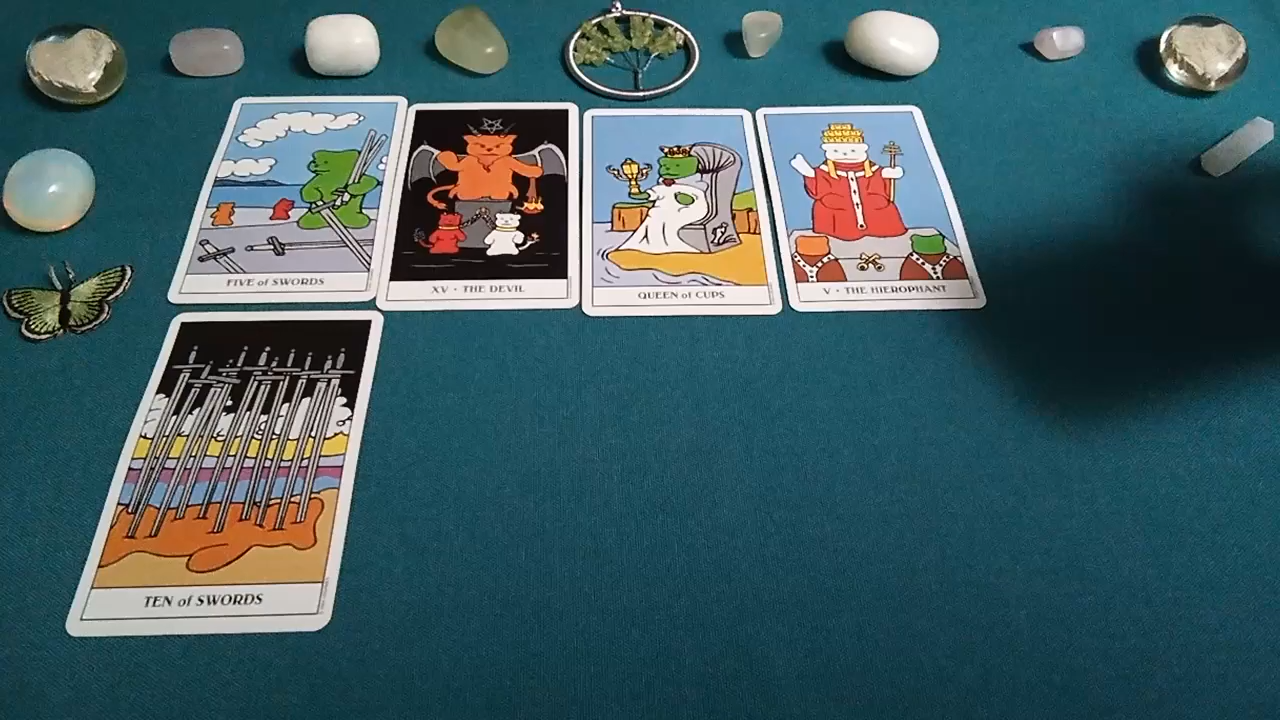 FIVE of SWORDS
XV • THE DEVIL
QUEEN of CUPS
V • THE HIEROPHANT
TEN of SWORDS